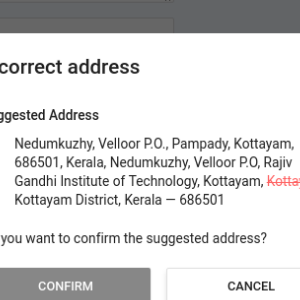 correct address
ggested Address
Nedumkuzhy, Velloor P.O., Pampady, Kottayam,
686501, Kerala, Nedumkuzhy, Velloor P.O, Rajiv
Gandhi Institute of Technology, Kottayam, Kotta
Kottayam District, Kerala — 686501
you want to confirm the suggested address?
CONFIRM CANCEL